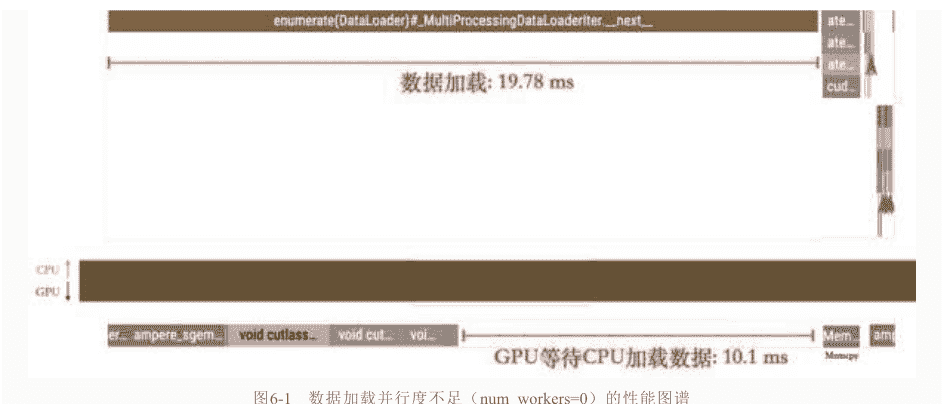 enumerate(DataLoader)#_MultiProcessingDataLoaderIter.__next__
ate...
ate...
ate...
cud...
数据加载: 19.78 ms
CPU
GPU
er... ampere_sgem... void cutlass... void cut... voi... Mem amp
GPU等待CPU加载数据: 10.1 ms
Memcpy
图6-1 数据加载并行度不足（num_workers=0）的性能图谱